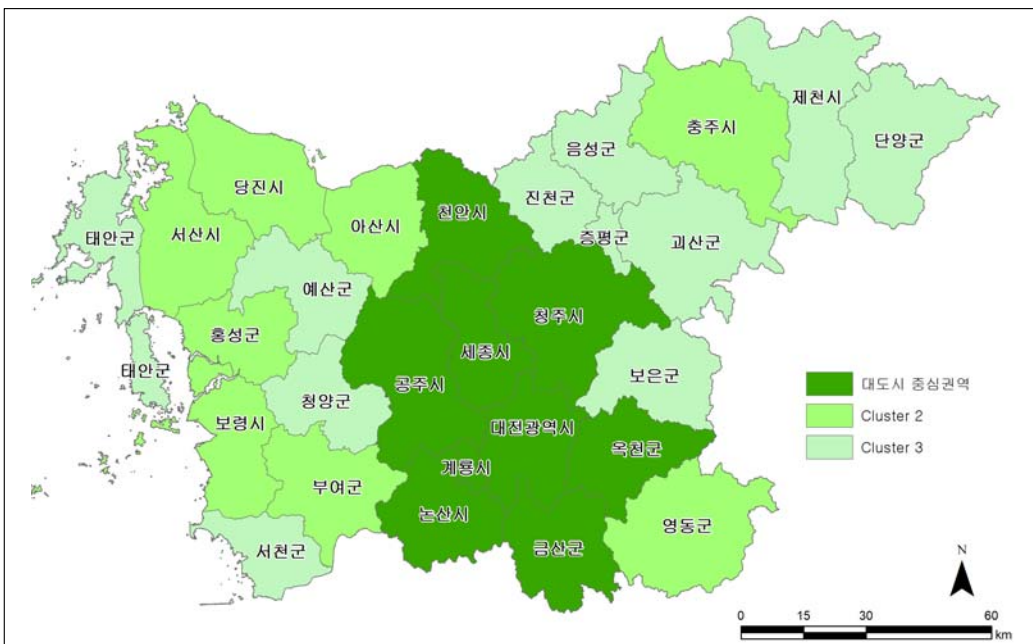 제천시
충주시
단양군
음성군
진천군
당진시
천안시
아산시
증평군
괴산군
태안군
서산시
예산군
청주시
홍성군
세종시
태안군
공주시
보은군
청양군
대도시 중심권역
보령시
대전광역시
Cluster 2
옥천군
계룡시
Cluster 3
부여군
논산시
영동군
금산군
서천군
N
0 15 30 60
km